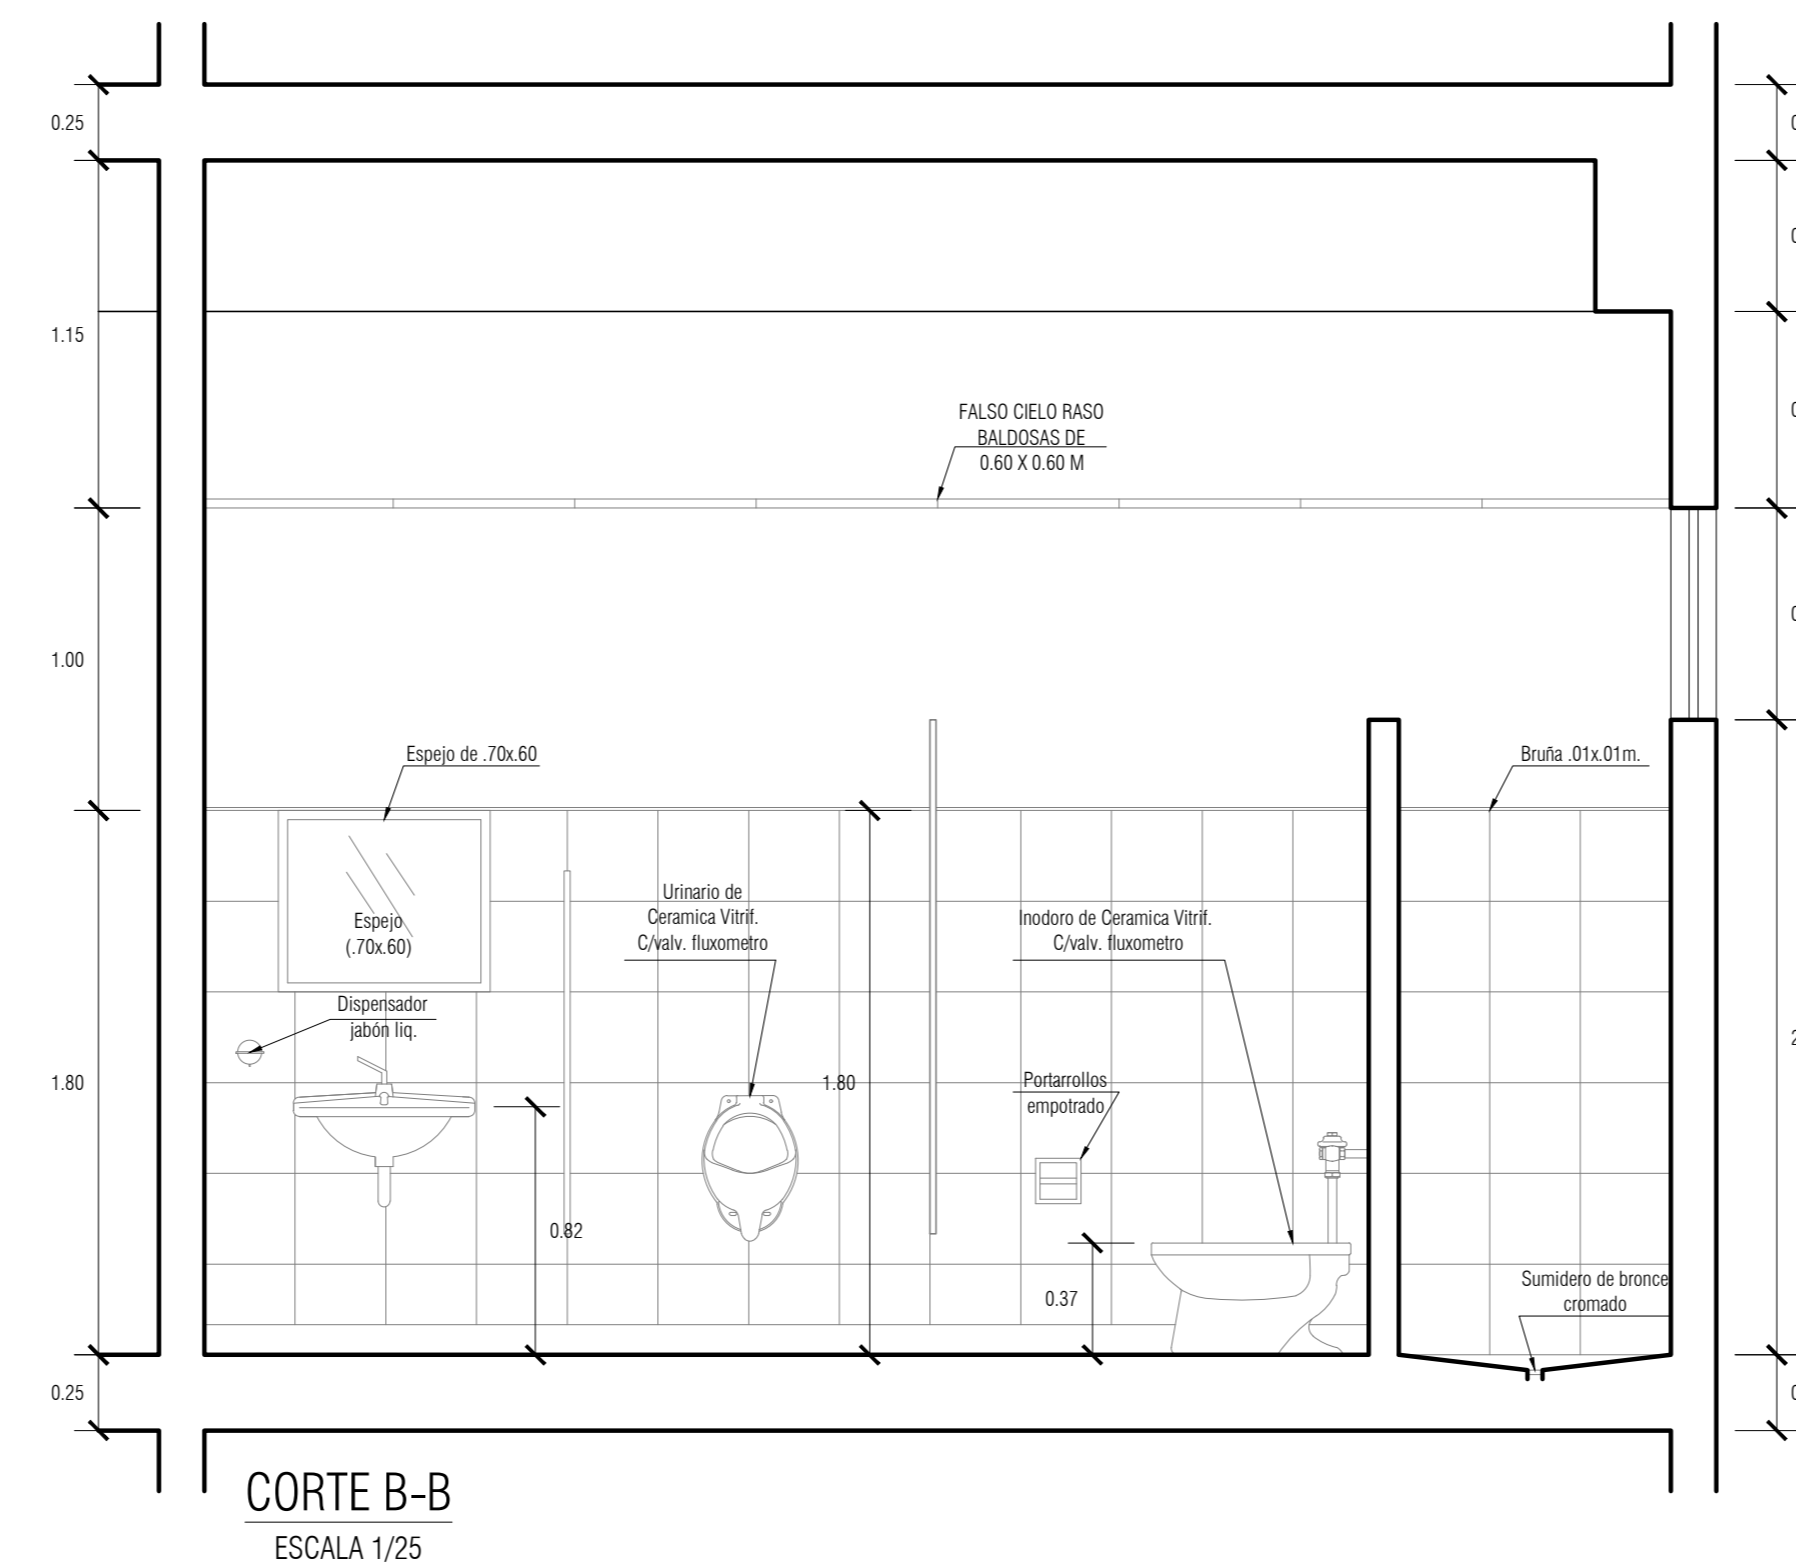 0.25
1.15
FALSO CIELO RASO
BALDOSAS DE
0.60 X 0.60 M
1.00
Espejo de .70x.60
Bruña .01x.01m.
Urinario de
Ceramica Vitrif.
C/valv. fluxometro
Inodoro de Ceramica Vitrif.
C/valv. fluxometro
Espejo
(.70x.60)
Dispensador
jabón liq.
1.80
1.80
Portarrollos
empotrado
0.82
0.37
Sumidero de bronce
cromado
0.25
CORTE B-B
ESCALA 1/25